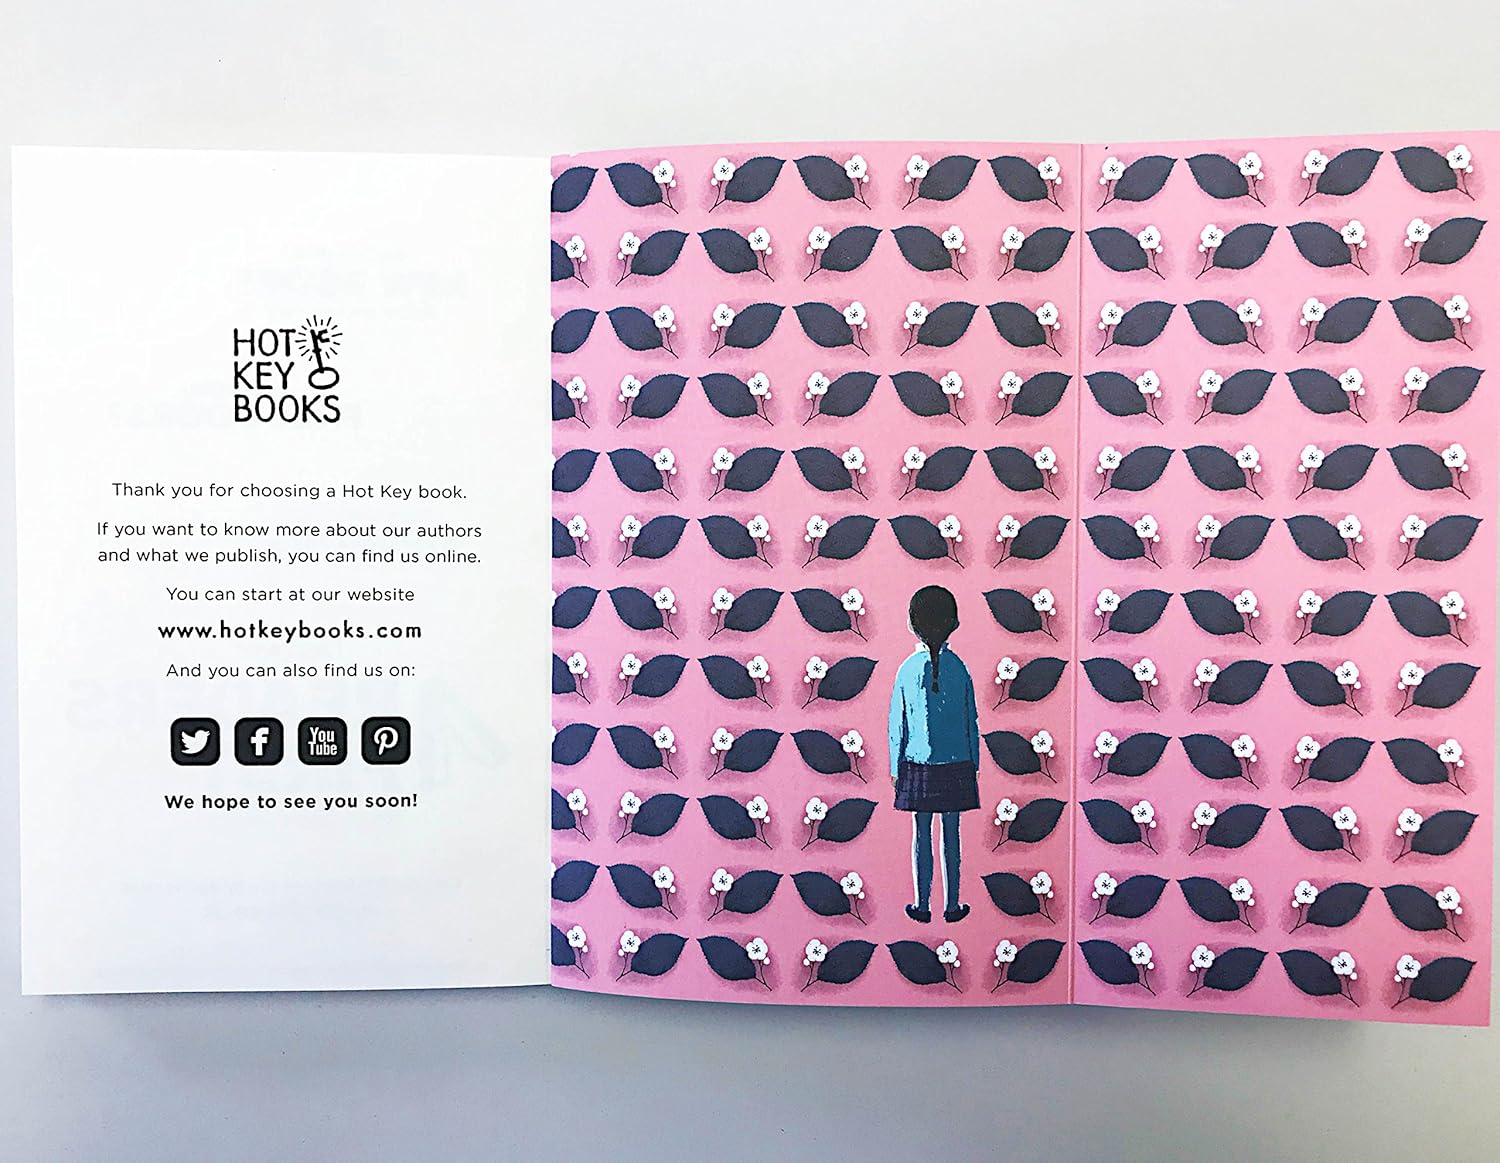 HOT
KEY
BOOKS
Thank you for choosing a Hot Key book.
If you want to know more about our authors
and what we publish, you can find us online.
You can start at our website
www.hotkeybooks.com
And you can also find us on:
f You
Tube
We hope to see you soon!